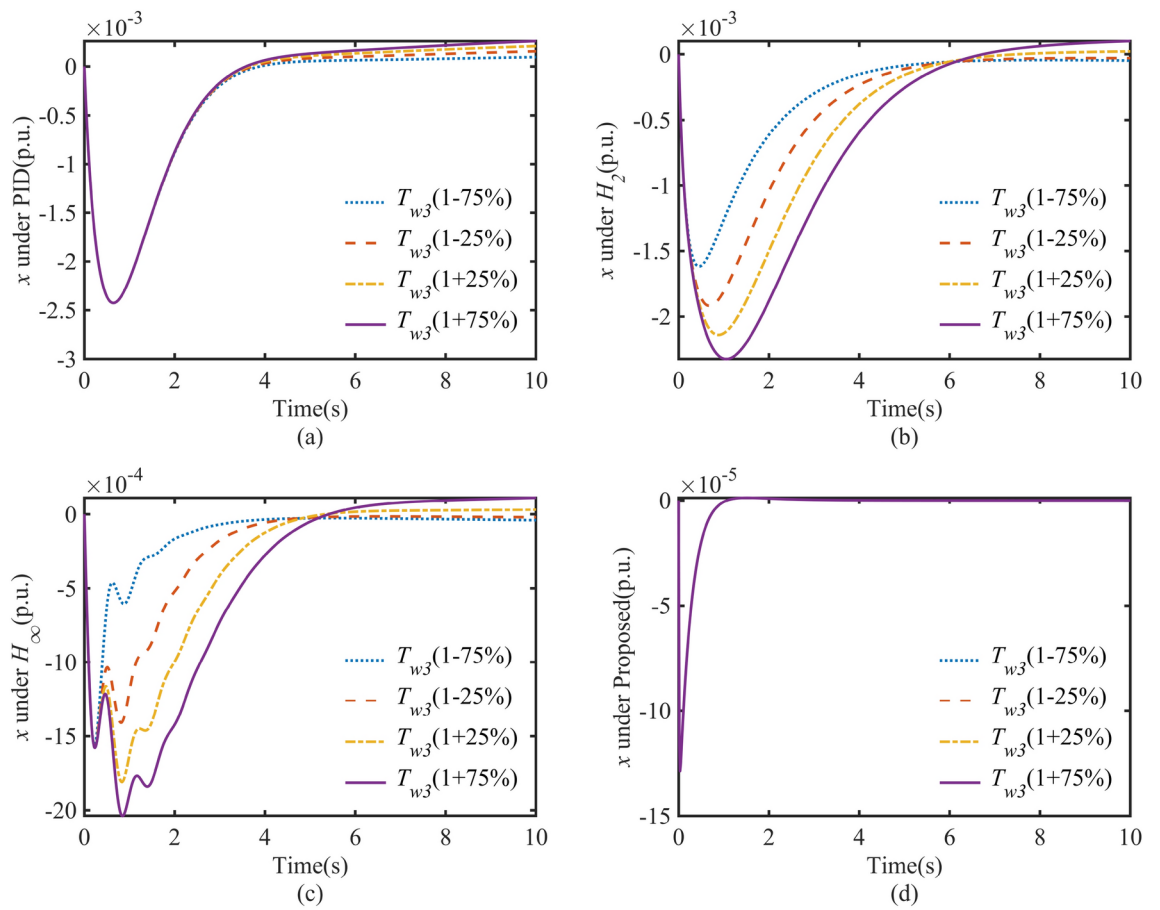 ×10⁻³
0
-0.5
-1
-1.5
-2
-2.5
-3
x under PID(p.u.)
T_w3(1-75%)
T_w3(1-25%)
T_w3(1+25%)
T_w3(1+75%)
0 2 4 6 8 10
Time(s)
(a)
×10⁻³
0
-0.5
-1
-1.5
-2
x under H₂(p.u.)
T_w3(1-75%)
T_w3(1-25%)
T_w3(1+25%)
T_w3(1+75%)
0 2 4 6 8 10
Time(s)
(b)
×10⁻⁴
0
-5
-10
-15
-20
x under H_∞(p.u.)
T_w3(1-75%)
T_w3(1-25%)
T_w3(1+25%)
T_w3(1+75%)
0 2 4 6 8 10
Time(s)
(c)
×10⁻⁵
0
-5
-10
-15
x under Proposed(p.u.)
T_w3(1-75%)
T_w3(1-25%)
T_w3(1+25%)
T_w3(1+75%)
0 2 4 6 8 10
Time(s)
(d)